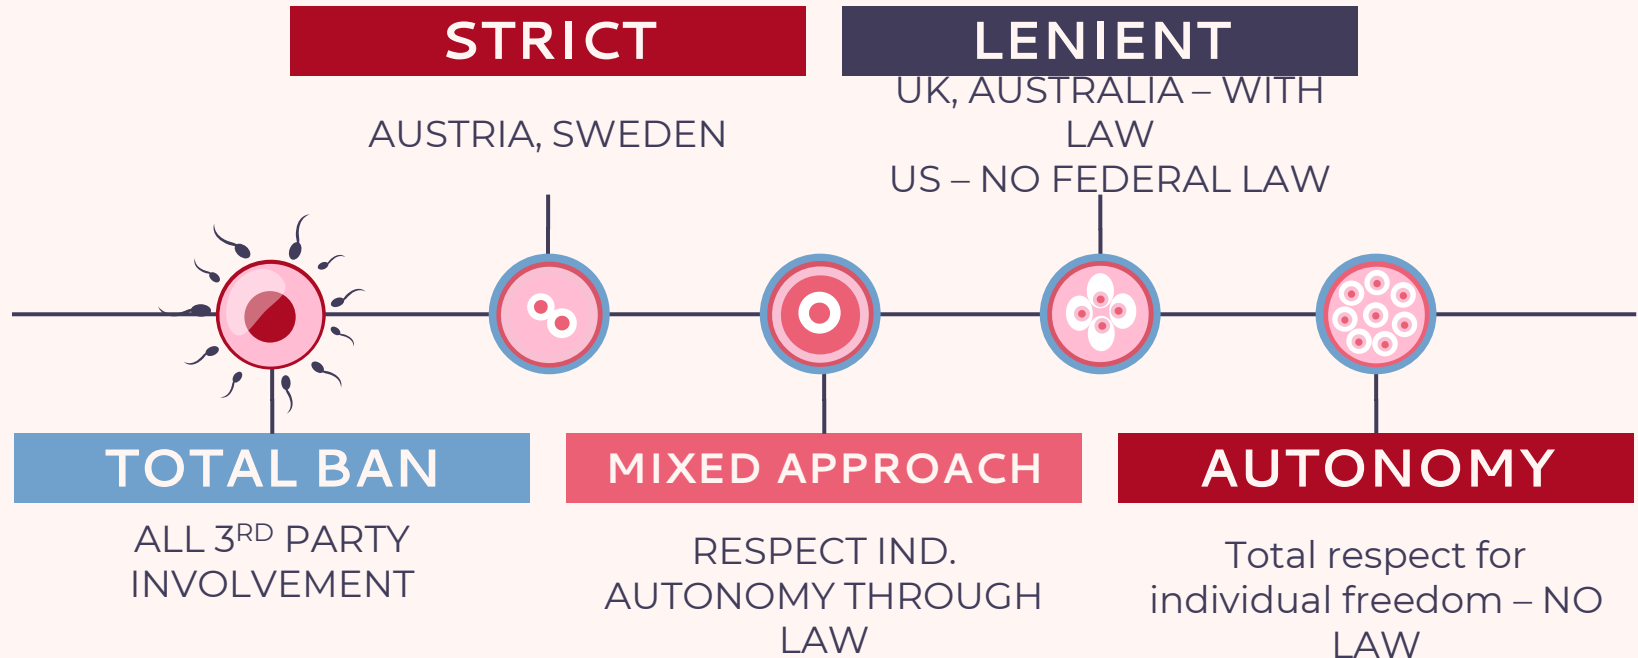 STRICT
AUSTRIA, SWEDEN
LENIENT
UK, AUSTRALIA – WITH
LAW
US – NO FEDERAL LAW
TOTAL BAN
ALL 3RD PARTY
INVOLVEMENT
MIXED APPROACH
RESPECT IND.
AUTONOMY THROUGH
LAW
AUTONOMY
Total respect for
individual freedom – NO
LAW